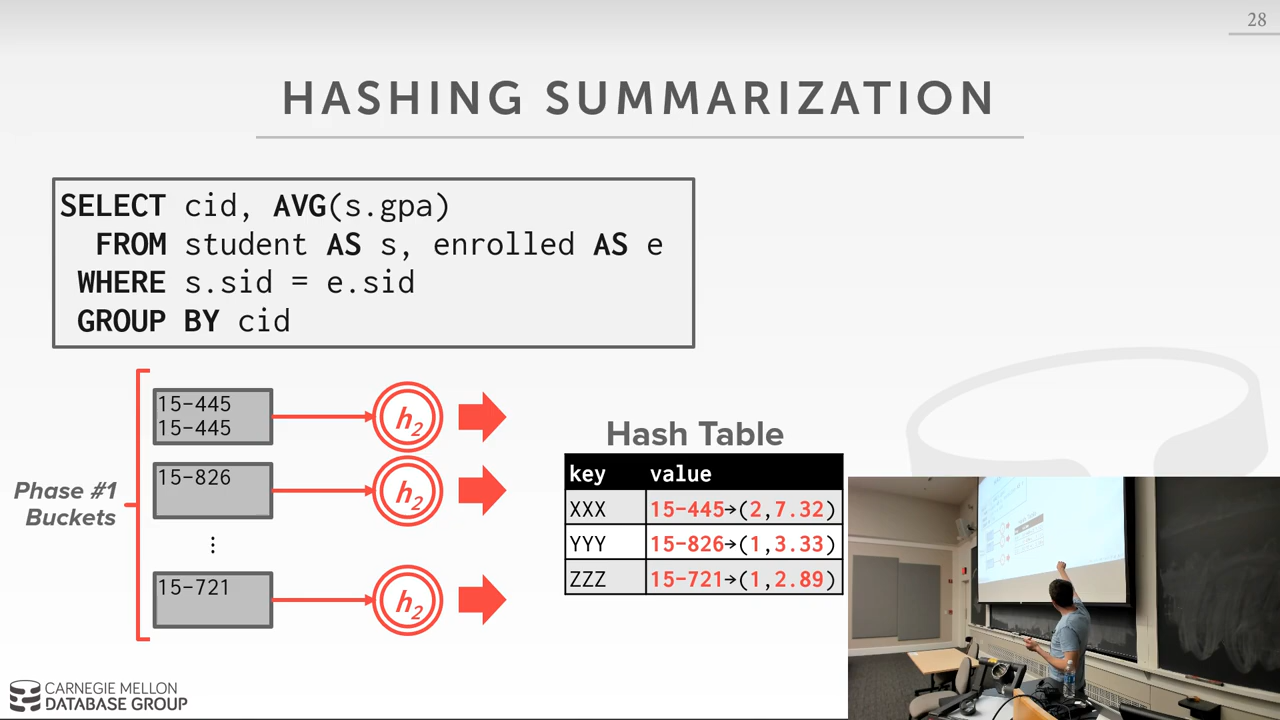 28
HASHING SUMMARIZATION
SELECT cid, AVG(s.gpa)
FROM student AS s, enrolled AS e
WHERE s.sid = e.sid
GROUP BY cid
Phase #1
Buckets
15-445
15-445
h2
15-826
h2
⋮
15-721
h2
Hash Table
key value
XXX 15-445→(2,7.32)
YYY 15-826→(1,3.33)
ZZZ 15-721→(1,2.89)
CARNEGIE MELLON
DATABASE GROUP